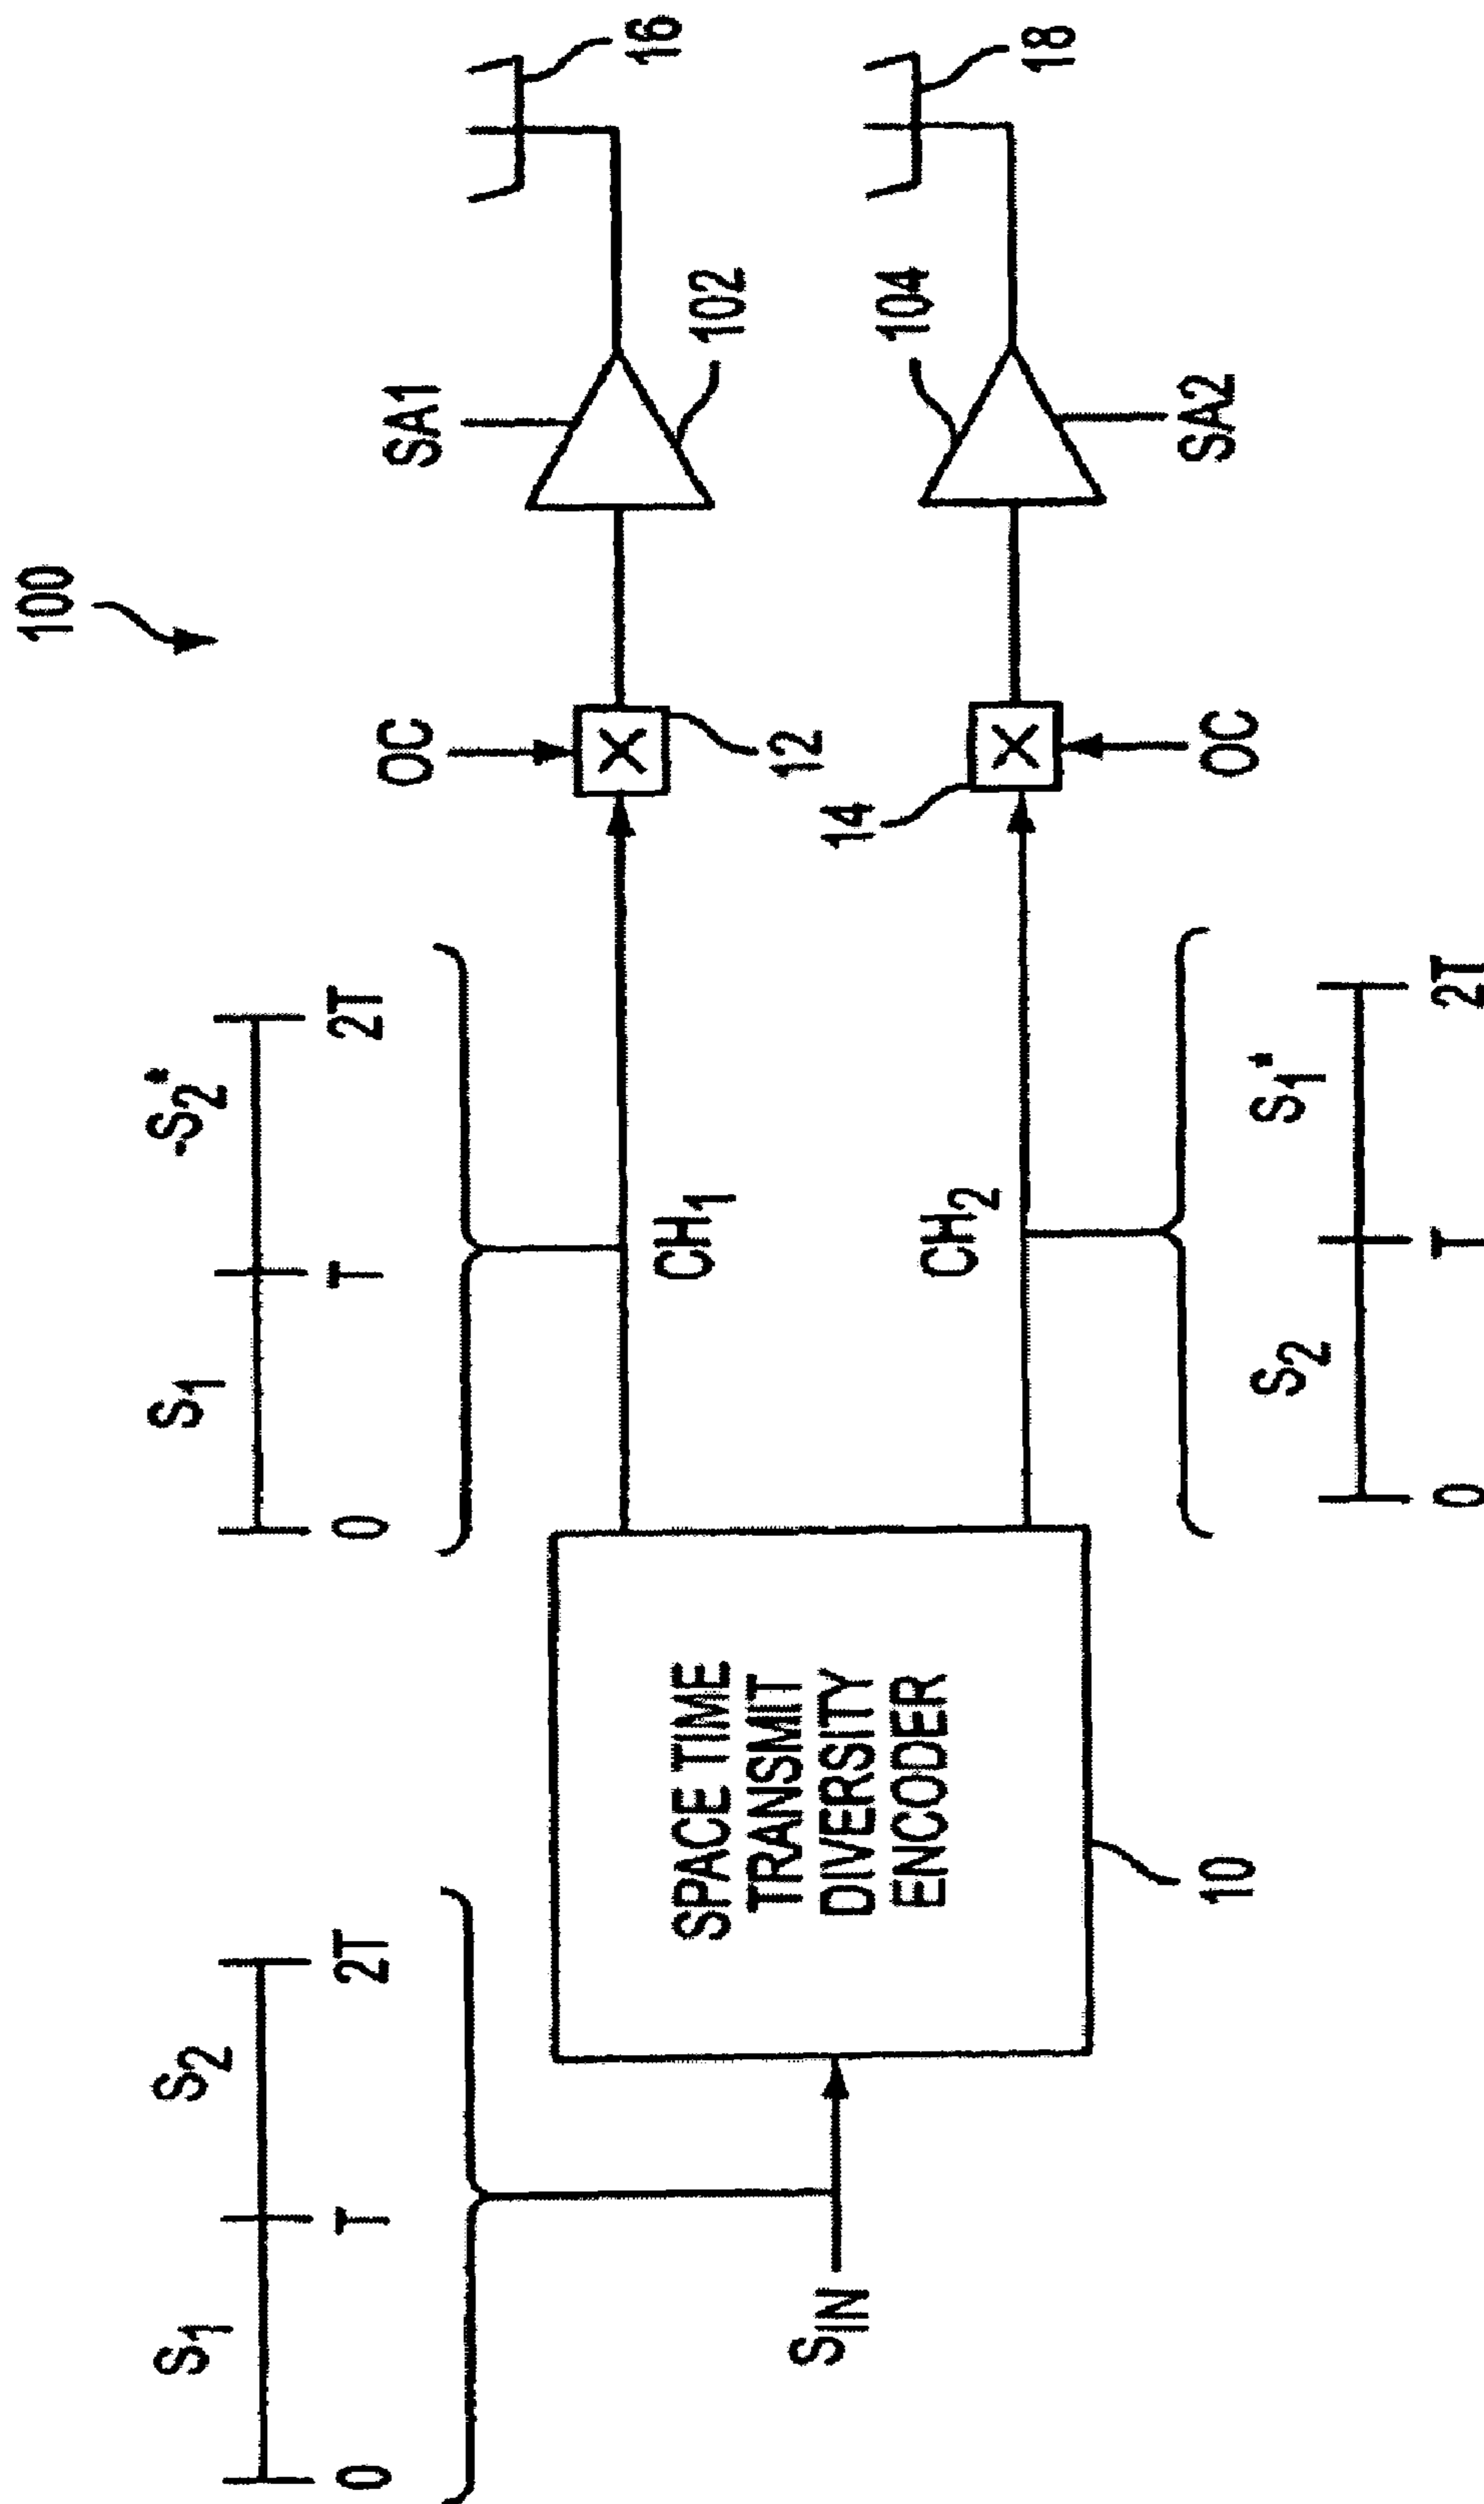 100
S1 S2
0 T 2T
SIN
SPACE TIME
TRANSMIT
DIVERSITY
ENCODER
10
S1 -S2*
0 T 2T
CH1
CH2
S2 S1*
0 T 2T
OC
X
12
14
X
OC
SA1
102
104
SA2
16
18